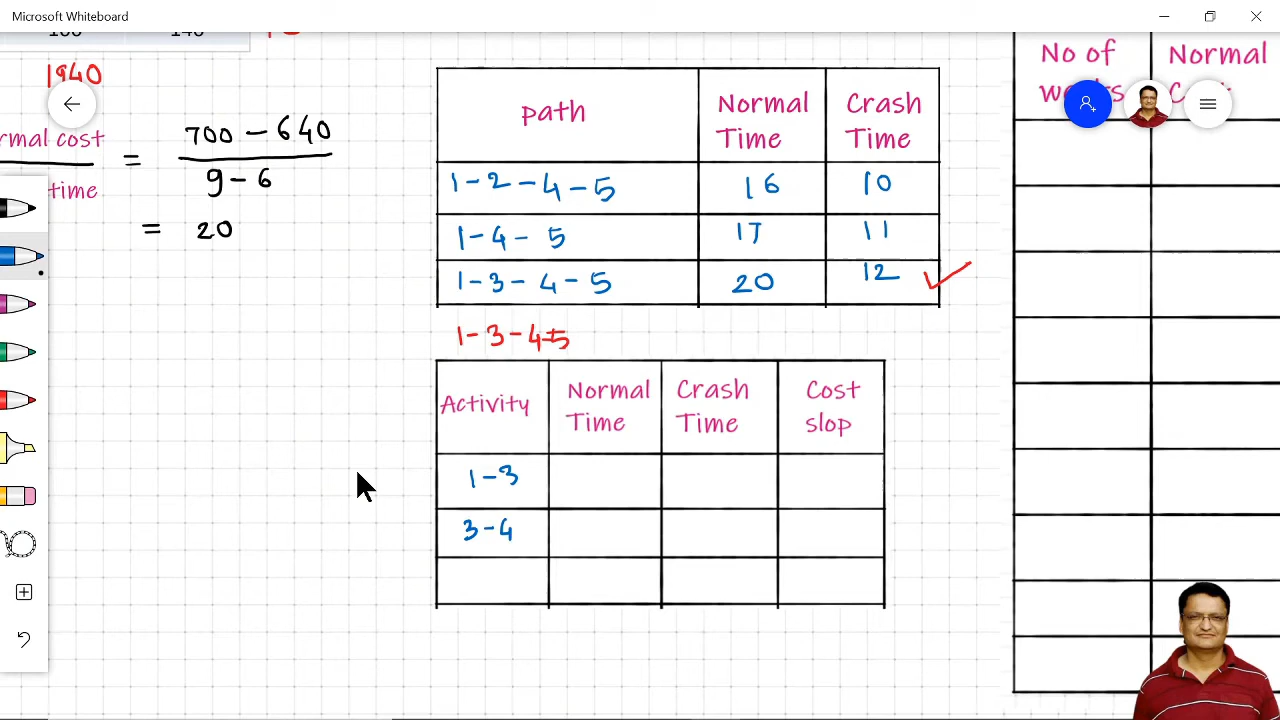 Microsoft Whiteboard
1840
rmal cost = 700 - 640
time 9 - 6
= 20
path Normal Time Crash Time
1-2-4-5 16 10
1-4-5 17 11
1-3-4-5 20 12 ✓
1-3-4-5
Activity Normal Time Crash Time Cost slop
1-3
3-4
No of Normal